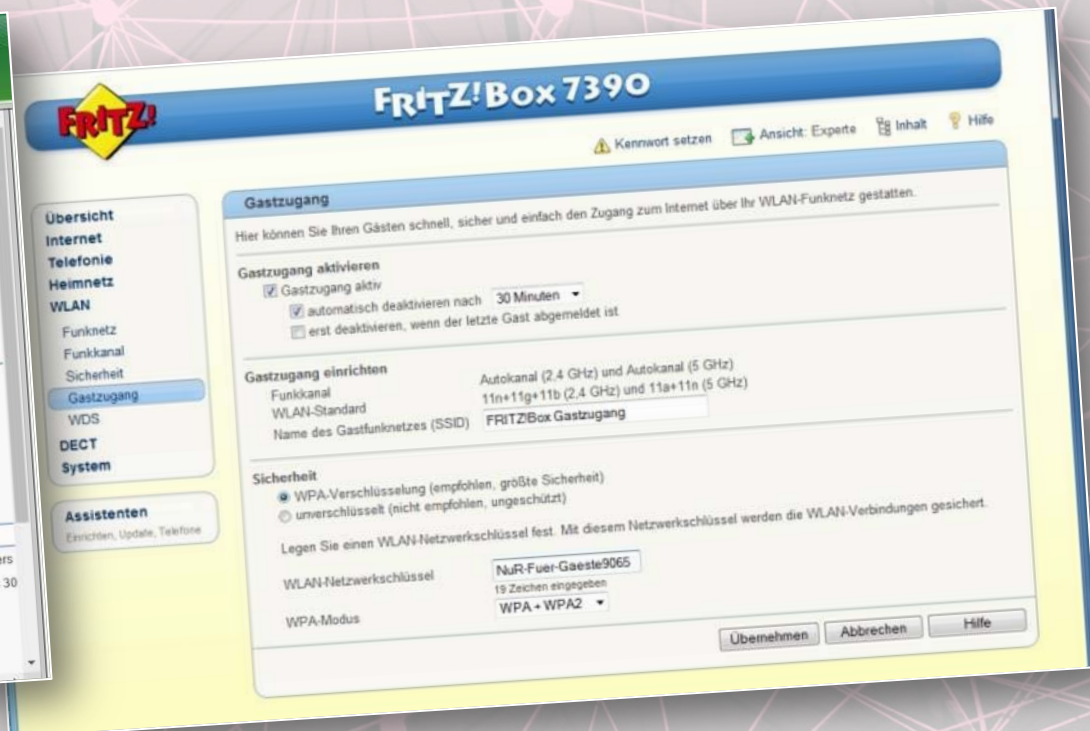 FRITZ!
FRITZ!Box 7390
Kennwort setzen Ansicht: Experte Inhalt Hilfe
Übersicht
Internet
Telefonie
Heimnetz
WLAN
Funknetz
Funkkanal
Sicherheit
Gastzugang
WDS
DECT
System
Assistenten
Einrichten, Update, Telefone
Gastzugang
Hier können Sie Ihren Gästen schnell, sicher und einfach den Zugang zum Internet über Ihr WLAN-Funknetz gestatten.
Gastzugang aktivieren
Gastzugang aktiv
automatisch deaktivieren nach 30 Minuten
erst deaktivieren, wenn der letzte Gast abgemeldet ist
Gastzugang einrichten
Funkkanal Autokanal (2,4 GHz) und Autokanal (5 GHz)
WLAN-Standard 11n+11g+11b (2,4 GHz) und 11a+11n (5 GHz)
Name des Gastfunknetzes (SSID) FRITZ!Box Gastzugang
Sicherheit
WPA-Verschlüsselung (empfohlen, größte Sicherheit)
unverschlüsselt (nicht empfohlen, ungeschützt)
Legen Sie einen WLAN-Netzwerkschlüssel fest. Mit diesem Netzwerkschlüssel werden die WLAN-Verbindungen gesichert.
WLAN-Netzwerkschlüssel NuR-Fuer-Gaeste9065
19 Zeichen eingegeben
WPA-Modus WPA + WPA2
Übernehmen Abbrechen Hilfe
ers
30